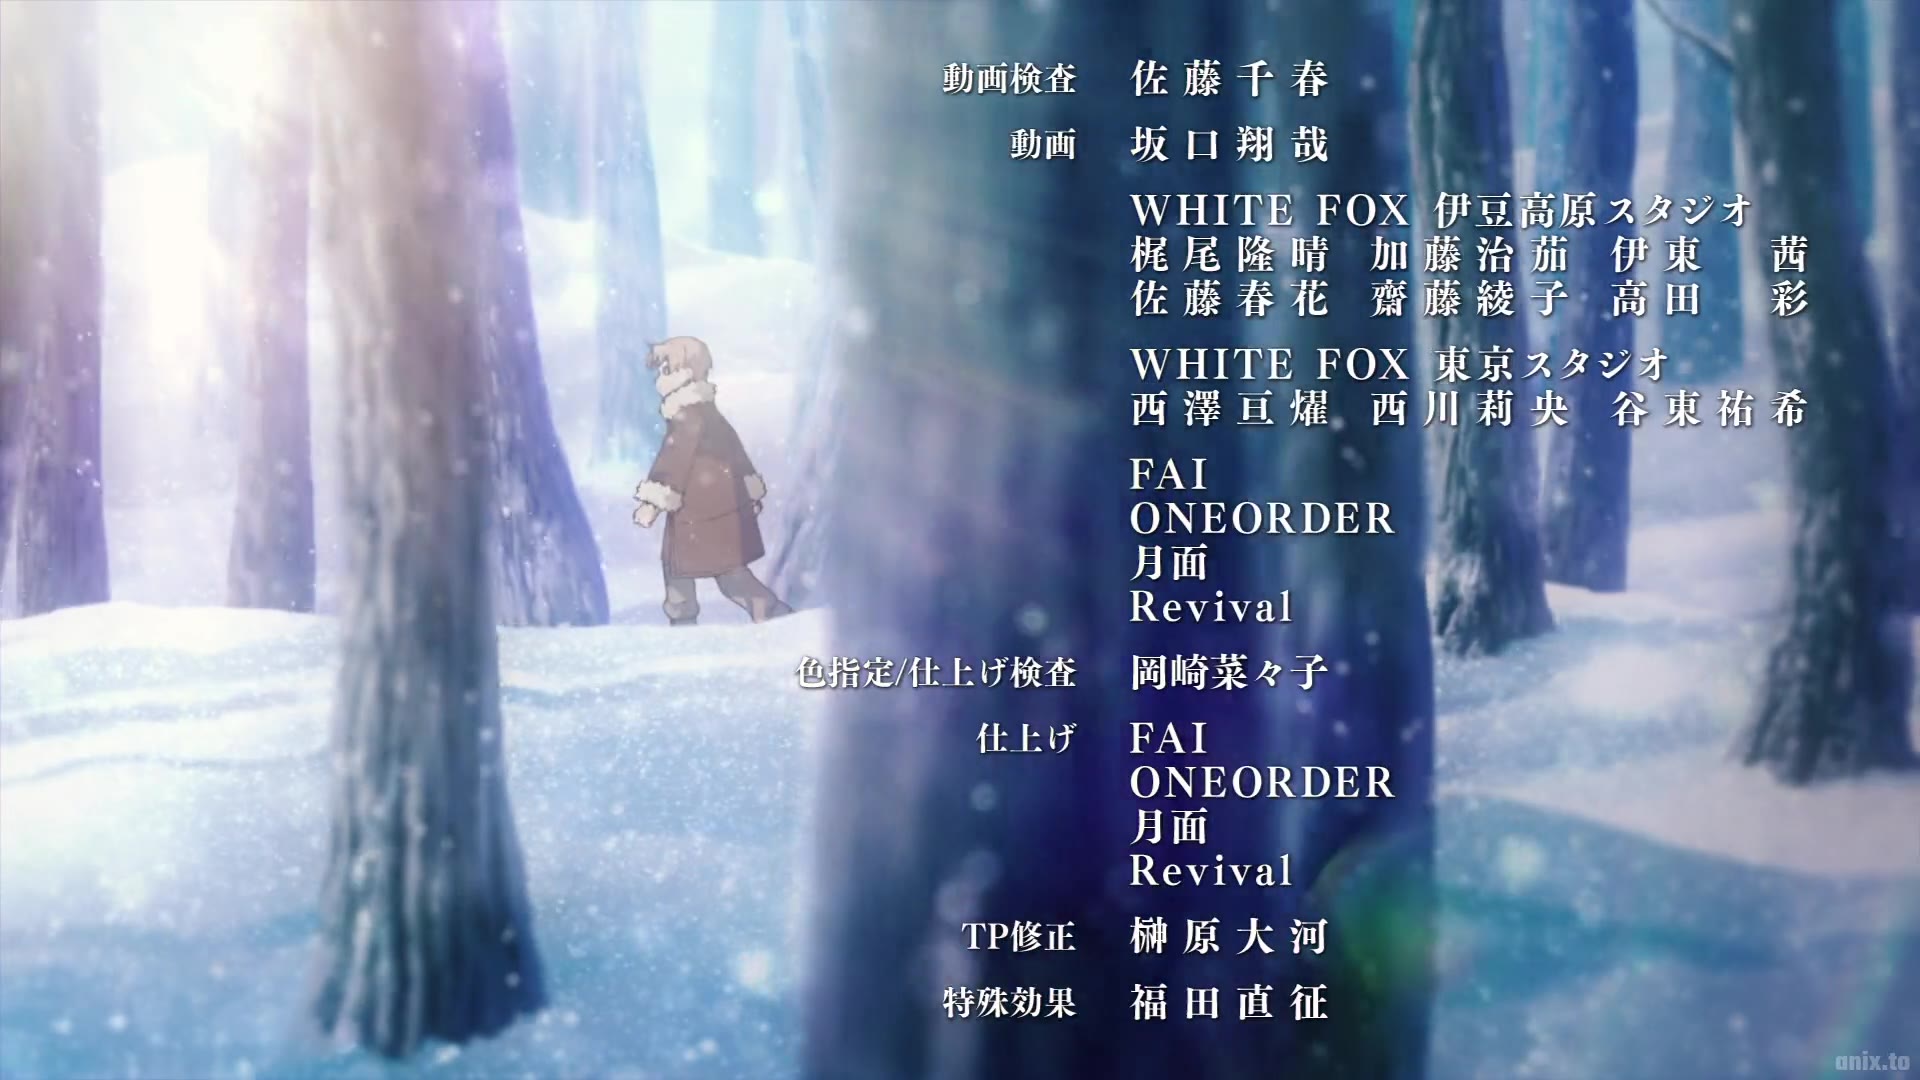 動画検査 佐藤千春
動画 坂口翔哉
WHITE FOX 伊豆高原スタジオ
梶尾隆晴 加藤治茄 伊東 茜
佐藤春花 齋藤綾子 高田 彩
WHITE FOX 東京スタジオ
西澤亘燿 西川莉央 谷東祐希
FAI
ONEORDER
月面
Revival
色指定/仕上げ検査 岡崎菜々子
仕上げ FAI
ONEORDER
月面
Revival
TP修正 榊原大河
特殊効果 福田直征
anix.to